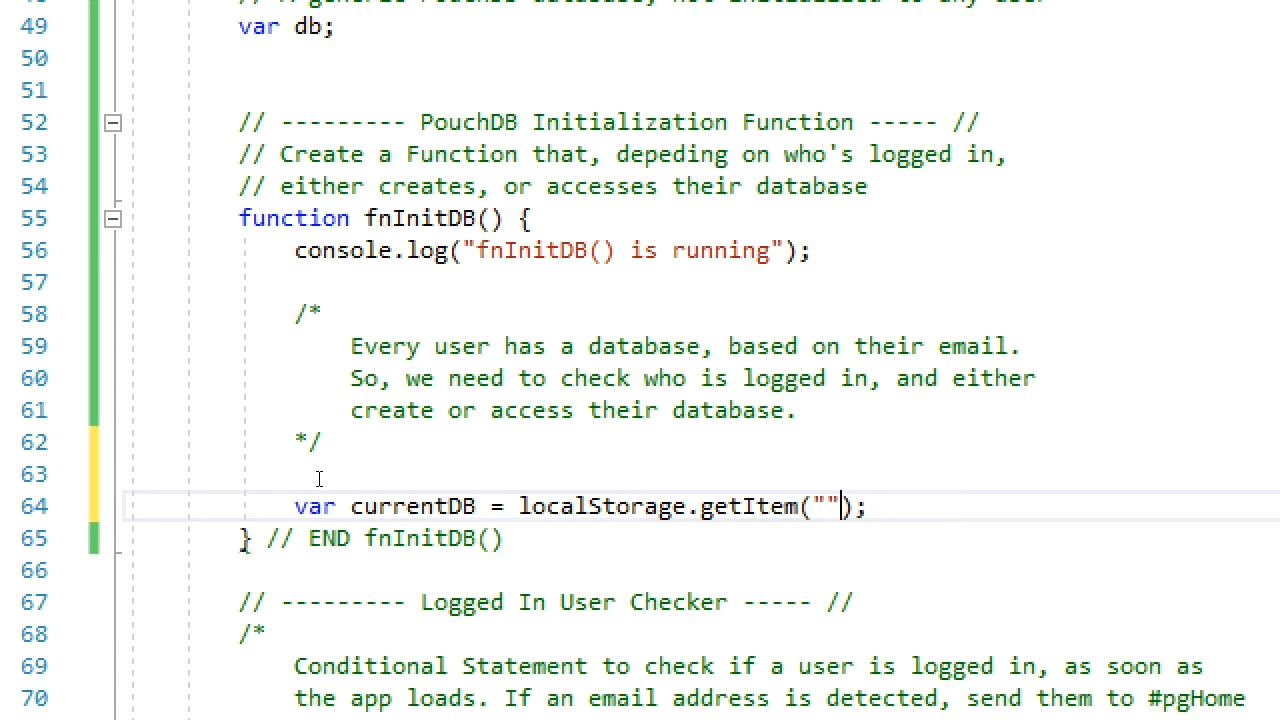 49 var db;
50
51
52 // --------- PouchDB Initialization Function ----- //
53 // Create a Function that, depeding on who's logged in,
54 // either creates, or accesses their database
55 function fnInitDB() {
56 console.log("fnInitDB() is running");
57
58 /*
59 Every user has a database, based on their email.
60 So, we need to check who is logged in, and either
61 create or access their database.
62 */
63
64 var currentDB = localStorage.getItem("");
65 } // END fnInitDB()
66
67 // --------- Logged In User Checker ----- //
68 /*
69 Conditional Statement to check if a user is logged in, as soon as
70 the app loads. If an email address is detected, send them to #pgHome